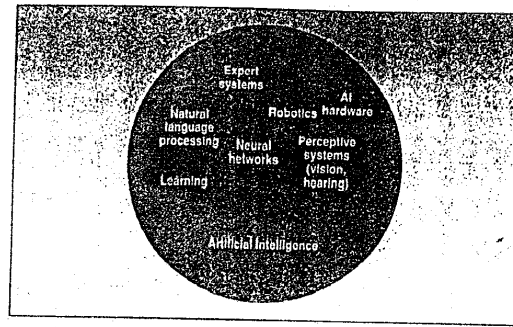 Expert
systems
AI
hardware
Robotics
Natural
language
processing
Neural
networks
Perceptive
systems
(vision,
hearing)
Learning
Artificial Intelligence